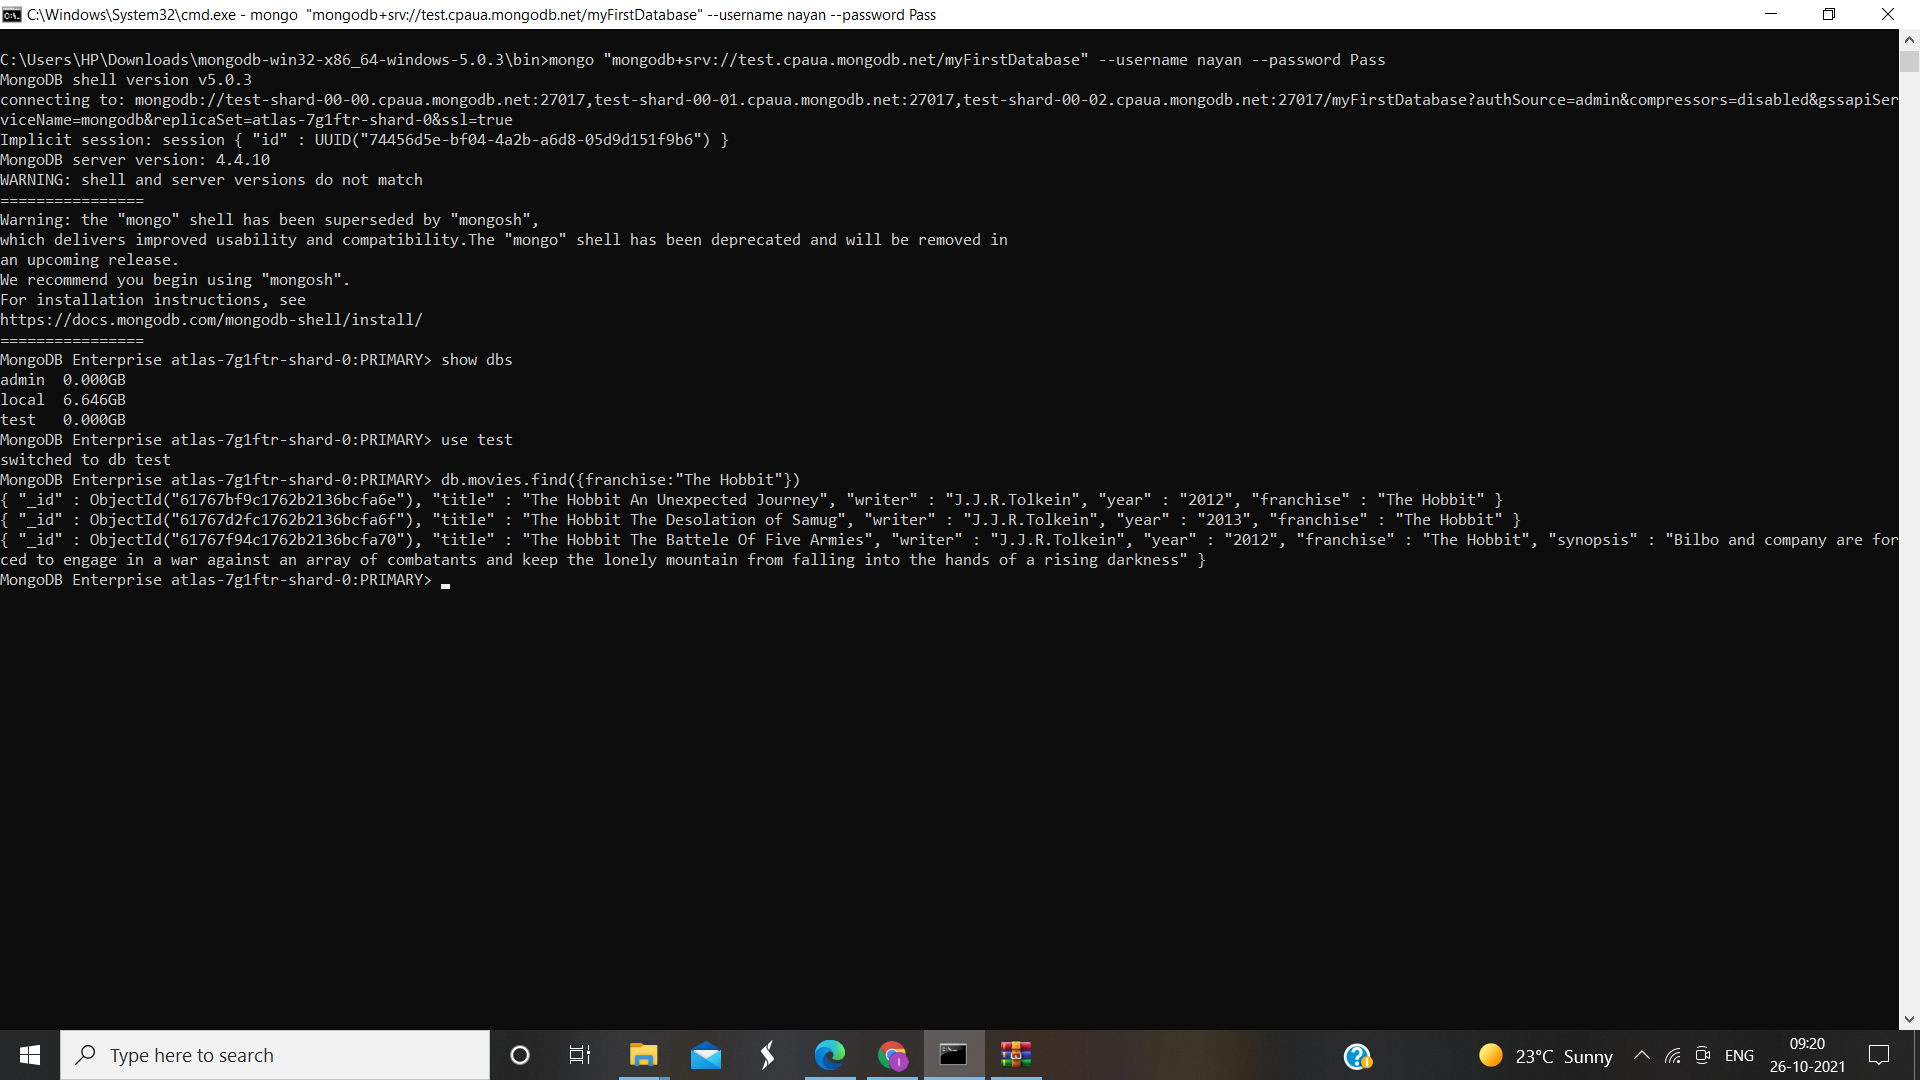 C:\Windows\System32\cmd.exe - mongo  "mongodb+srv://test.cpaua.mongodb.net/myFirstDatabase" --username nayan --password Pass
C:\Users\HP\Downloads\mongodb-win32-x86_64-windows-5.0.3\bin>mongo "mongodb+srv://test.cpaua.mongodb.net/myFirstDatabase" --username nayan --password Pass
MongoDB shell version v5.0.3
connecting to: mongodb://test-shard-00-00.cpaua.mongodb.net:27017,test-shard-00-01.cpaua.mongodb.net:27017,test-shard-00-02.cpaua.mongodb.net:27017/myFirstDatabase?authSource=admin&compressors=disabled&gssapiSer
viceName=mongodb&replicaSet=atlas-7g1ftr-shard-0&ssl=true
Implicit session: session { "id" : UUID("74456d5e-bf04-4a2b-a6d8-05d9d151f9b6") }
MongoDB server version: 4.4.10
WARNING: shell and server versions do not match
================
Warning: the "mongo" shell has been superseded by "mongosh",
which delivers improved usability and compatibility.The "mongo" shell has been deprecated and will be removed in
an upcoming release.
We recommend you begin using "mongosh".
For installation instructions, see
https://docs.mongodb.com/mongodb-shell/install/
================
MongoDB Enterprise atlas-7g1ftr-shard-0:PRIMARY> show dbs
admin  0.000GB
local  6.646GB
test   0.000GB
MongoDB Enterprise atlas-7g1ftr-shard-0:PRIMARY> use test
switched to db test
MongoDB Enterprise atlas-7g1ftr-shard-0:PRIMARY> db.movies.find({franchise:"The Hobbit"})
{ "_id" : ObjectId("61767bf9c1762b2136bcfa6e"), "title" : "The Hobbit An Unexpected Journey", "writer" : "J.J.R.Tolkein", "year" : "2012", "franchise" : "The Hobbit" }
{ "_id" : ObjectId("61767d2fc1762b2136bcfa6f"), "title" : "The Hobbit The Desolation of Samug", "writer" : "J.J.R.Tolkein", "year" : "2013", "franchise" : "The Hobbit" }
{ "_id" : ObjectId("61767f94c1762b2136bcfa70"), "title" : "The Hobbit The Battele Of Five Armies", "writer" : "J.J.R.Tolkein", "year" : "2012", "franchise" : "The Hobbit", "synopsis" : "Bilbo and company are for
ced to engage in a war against an array of combatants and keep the lonely mountain from falling into the hands of a rising darkness" }
MongoDB Enterprise atlas-7g1ftr-shard-0:PRIMARY>
Type here to search
23°C Sunny
ENG
09:20
26-10-2021